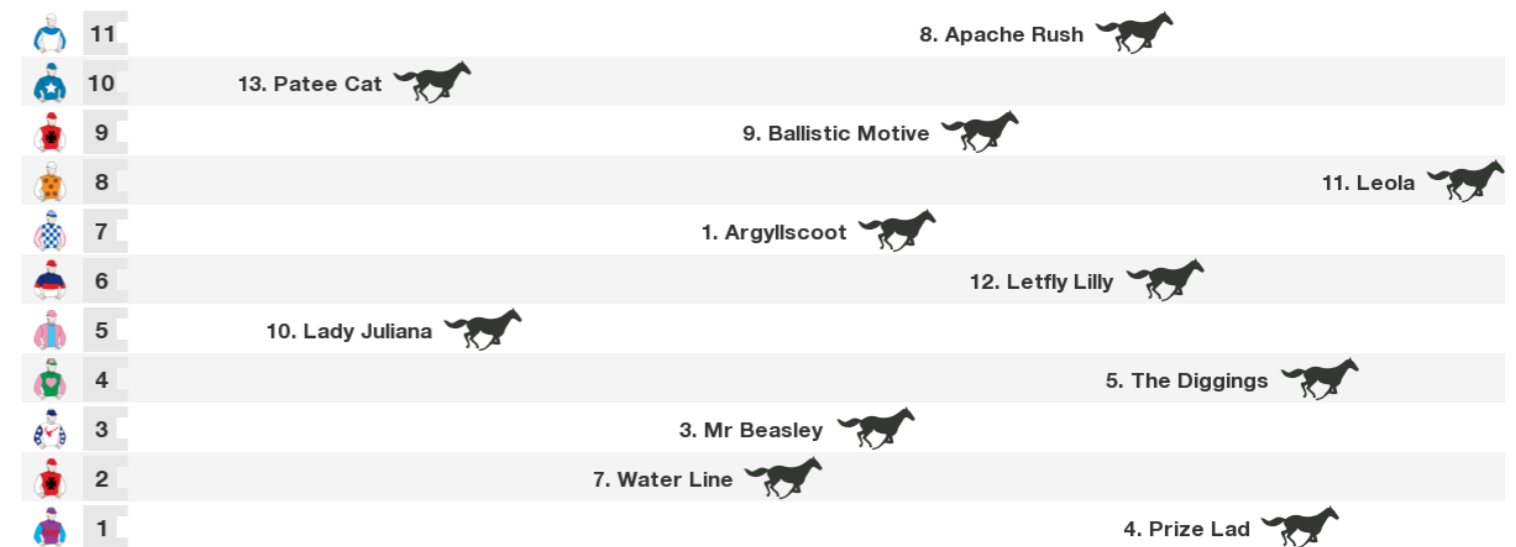 11 8. Apache Rush
10 13. Patee Cat
9 9. Ballistic Motive
8 11. Leola
7 1. Argyllscoot
6 12. Letfly Lilly
5 10. Lady Juliana
4 5. The Diggings
3 3. Mr Beasley
2 7. Water Line
1 4. Prize Lad